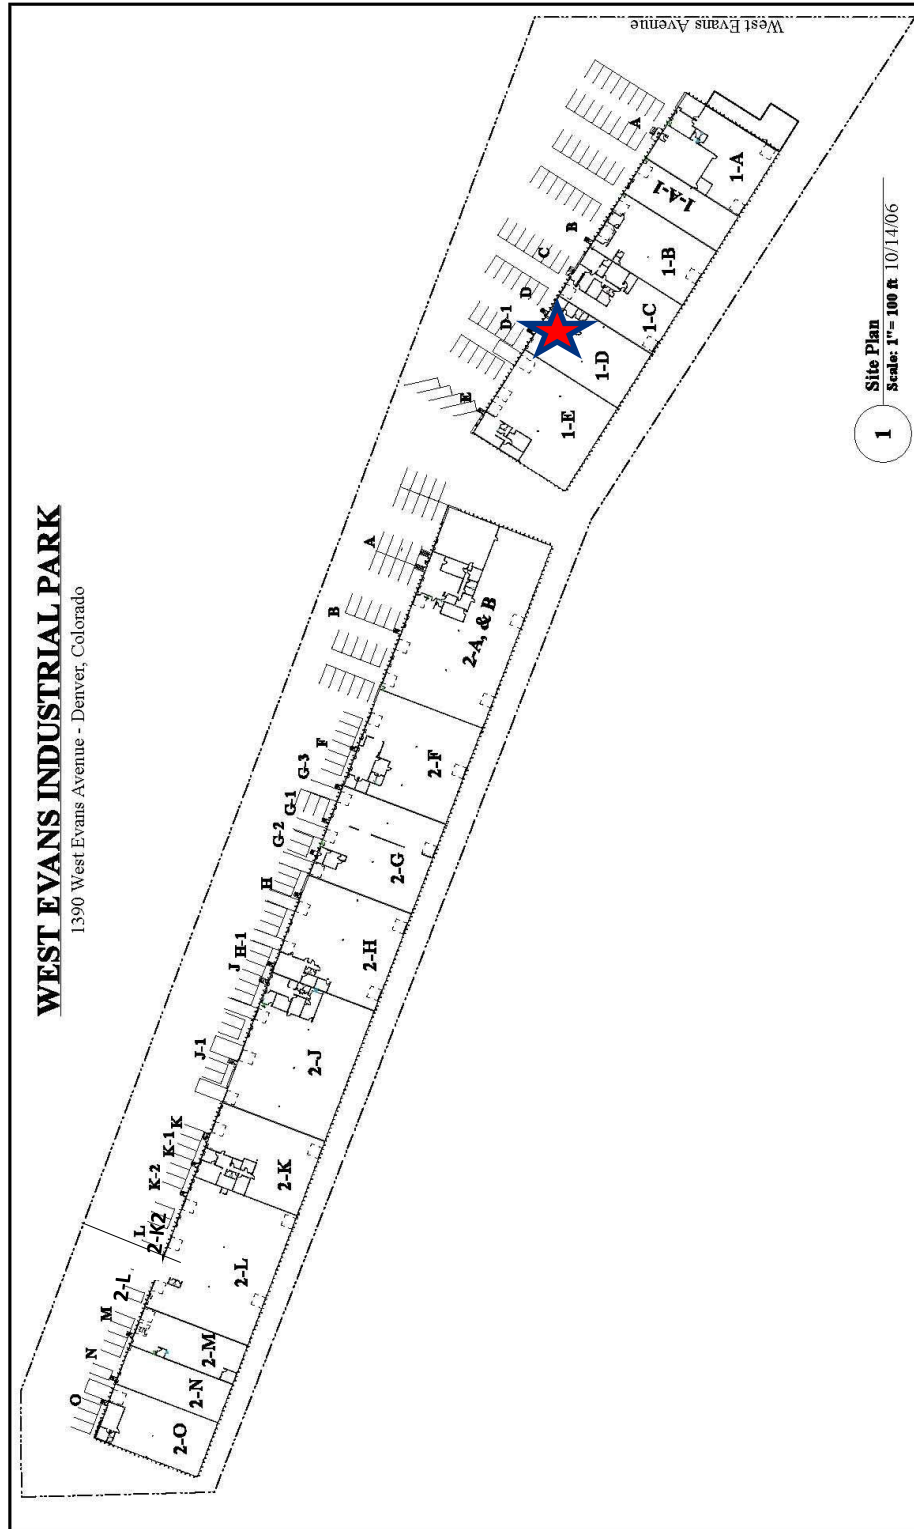 WEST EVANS INDUSTRIAL PARK
1390 West Evans Avenue - Denver, Colorado
West Evans Avenue
A
B
C
D
D-1
E
1-A
1-A-1
1-B
1-C
1-D
1-E
A
B
F
G-3
G-1
G-2
H
H-1
J
J-1
K
K-1
K-2
L
2-K2
2-L
M
N
O
2-A, & B
2-F
2-G
2-H
2-J
2-K
2-L
2-M
2-N
2-O
1
Site Plan
Scale: 1"= 100 ft 10/14/06